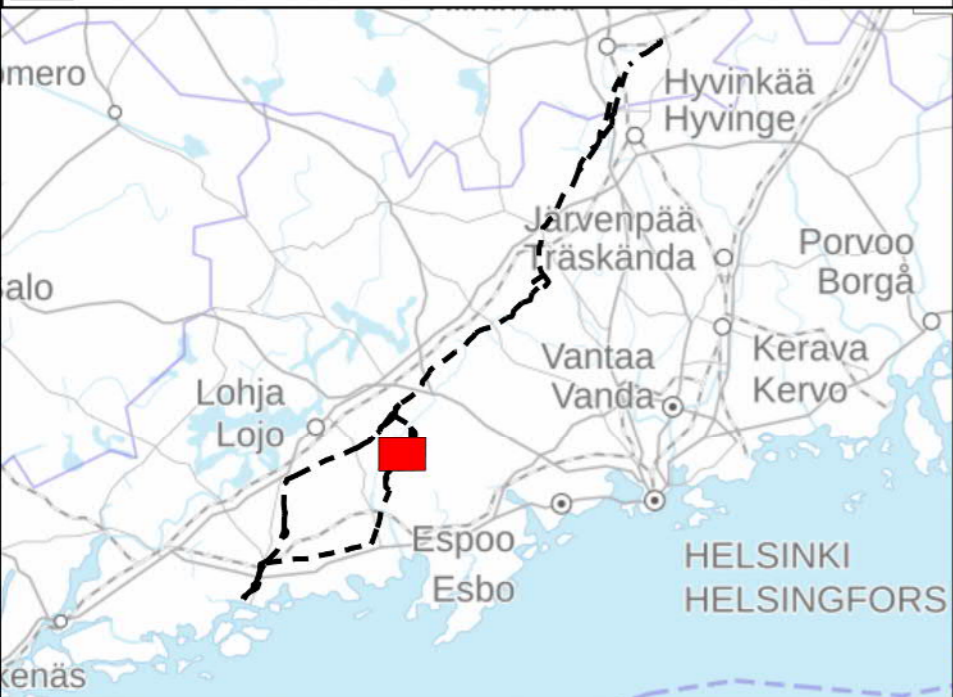 Hyvinkää
Hyvinge
Järvenpää
Träskända
Porvoo
Borgå
Vantaa
Vanda
Kerava
Kervo
Lohja
Lojo
Espoo
Esbo
HELSINKI
HELSINGFORS